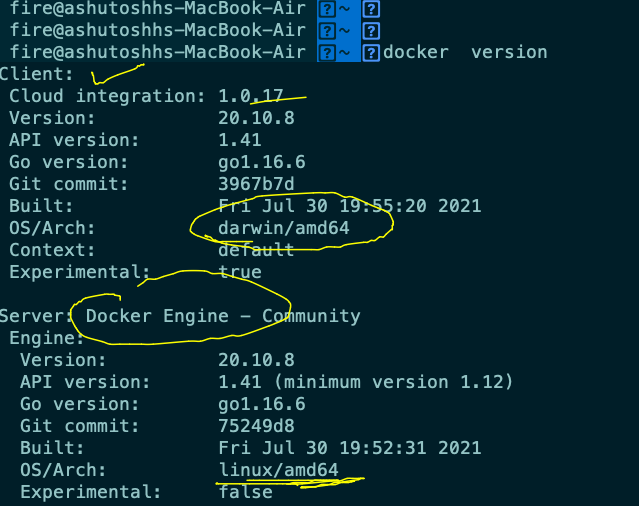 fire@ashutoshhs-MacBook-Air ? ~ ?
fire@ashutoshhs-MacBook-Air ? ~ ?
fire@ashutoshhs-MacBook-Air ? ~ ? docker version
Client:
Cloud integration: 1.0.17
Version: 20.10.8
API version: 1.41
Go version: go1.16.6
Git commit: 3967b7d
Built: Fri Jul 30 19:55:20 2021
OS/Arch: darwin/amd64
Context: default
Experimental: true
Server: Docker Engine - Community
Engine:
Version: 20.10.8
API version: 1.41 (minimum version 1.12)
Go version: go1.16.6
Git commit: 75249d8
Built: Fri Jul 30 19:52:31 2021
OS/Arch: linux/amd64
Experimental: false